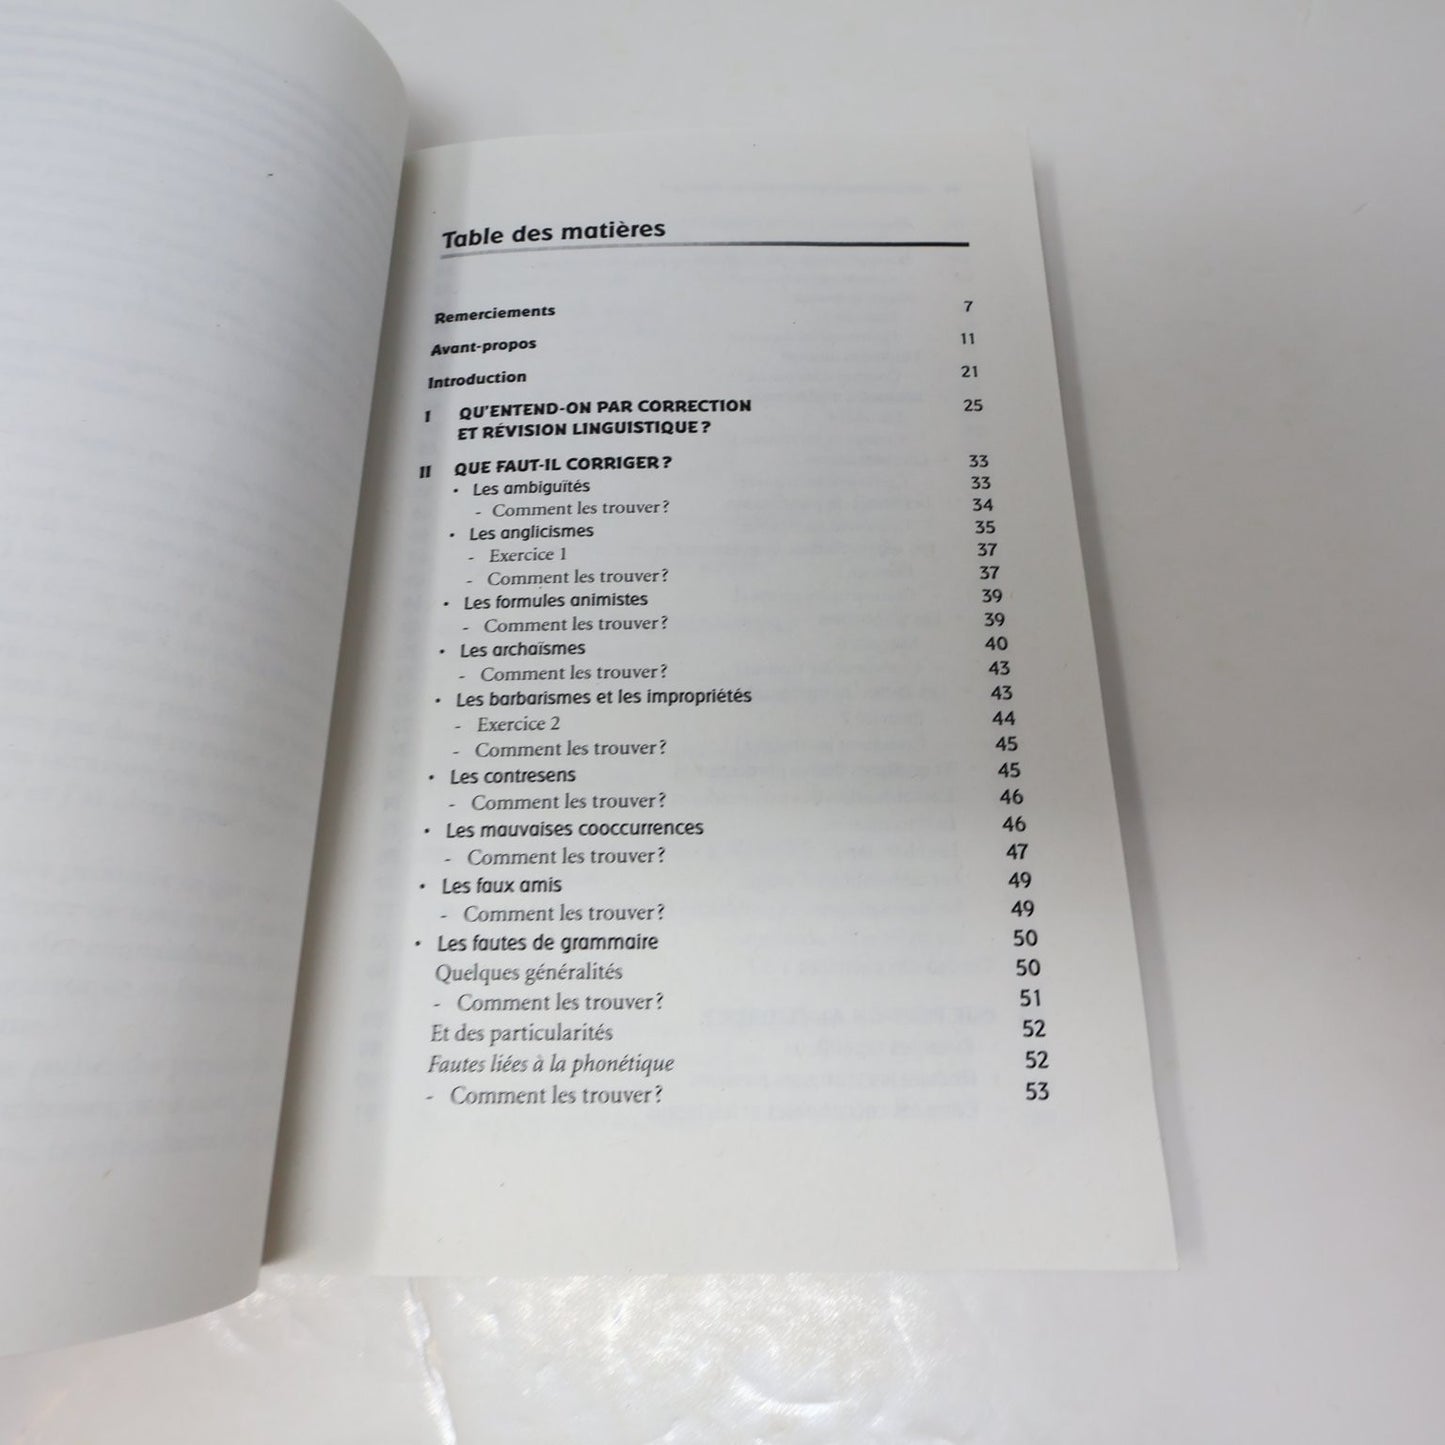 Table des matières
Remerciements 7
Avant-propos 11
Introduction 21
I QU'ENTEND-ON PAR CORRECTION 25
ET RÉVISION LINGUISTIQUE ?
II QUE FAUT-IL CORRIGER ? 33
• Les ambiguïtés 33
- Comment les trouver ? 34
• Les anglicismes 35
- Exercice 1 37
- Comment les trouver ? 37
• Les formules animistes 39
- Comment les trouver ? 39
• Les archaïsmes 40
- Comment les trouver ? 43
• Les barbarismes et les impropriétés 43
- Exercice 2 44
- Comment les trouver ? 45
• Les contresens 45
- Comment les trouver ? 46
• Les mauvaises cooccurrences 46
- Comment les trouver ? 47
• Les faux amis 49
- Comment les trouver ? 49
• Les fautes de grammaire 50
Quelques généralités 50
- Comment les trouver ? 51
Et des particularités 52
Fautes liées à la phonétique 52
- Comment les trouver ? 53